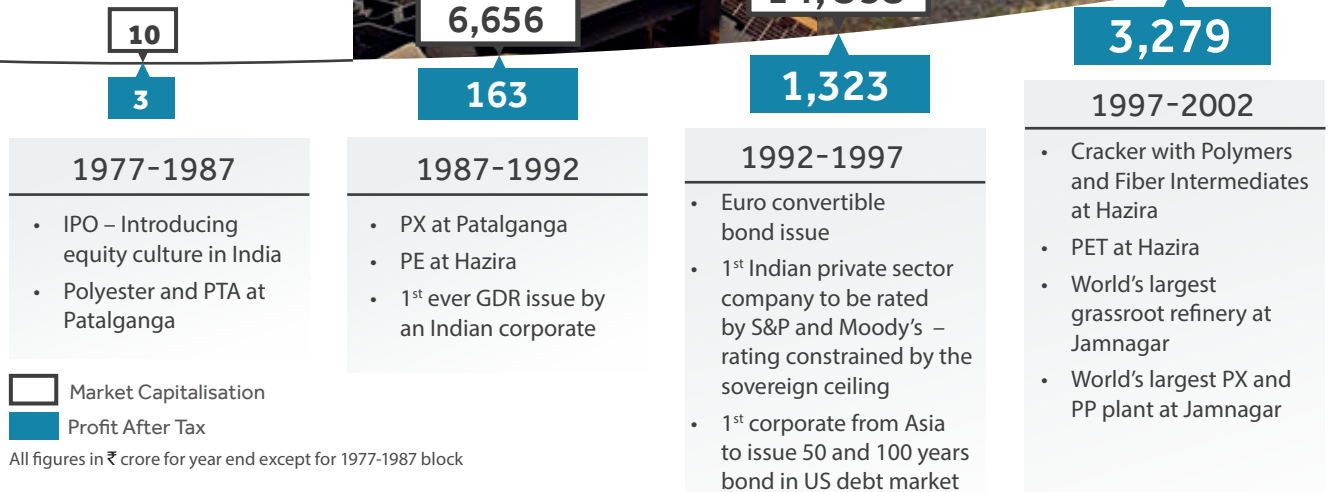 10
3
6,656
163
1,323
3,279
1977-1987
• IPO – Introducing
equity culture in India
• Polyester and PTA at
Patalganga
1987-1992
• PX at Patalganga
• PE at Hazira
• 1st ever GDR issue by
an Indian corporate
1992-1997
• Euro convertible
bond issue
• 1st Indian private sector
company to be rated
by S&P and Moody's –
rating constrained by the
sovereign ceiling
• 1st corporate from Asia
to issue 50 and 100 years
bond in US debt market
1997-2002
• Cracker with Polymers
and Fiber Intermediates
at Hazira
• PET at Hazira
• World's largest
grassroot refinery at
Jamnagar
• World's largest PX and
PP plant at Jamnagar
Market Capitalisation
Profit After Tax
All figures in ₹ crore for year end except for 1977-1987 block